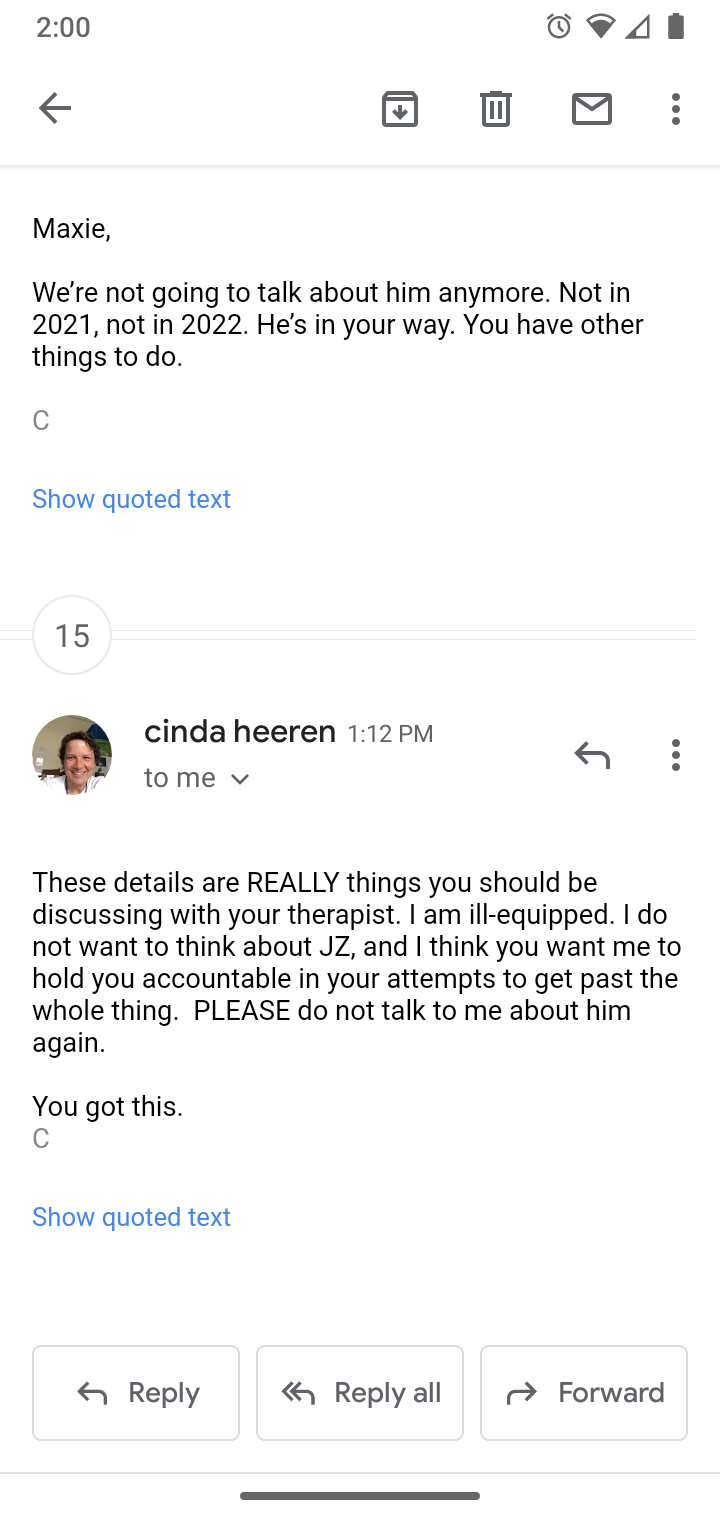 2:00
Maxie,
We’re not going to talk about him anymore. Not in
2021, not in 2022. He’s in your way. You have other
things to do.
C
Show quoted text
15
cinda heeren 1:12 PM
to me
These details are REALLY things you should be
discussing with your therapist. I am ill-equipped. I do
not want to think about JZ, and I think you want me to
hold you accountable in your attempts to get past the
whole thing.  PLEASE do not talk to me about him
again.
You got this.
C
Show quoted text
Reply Reply all Forward